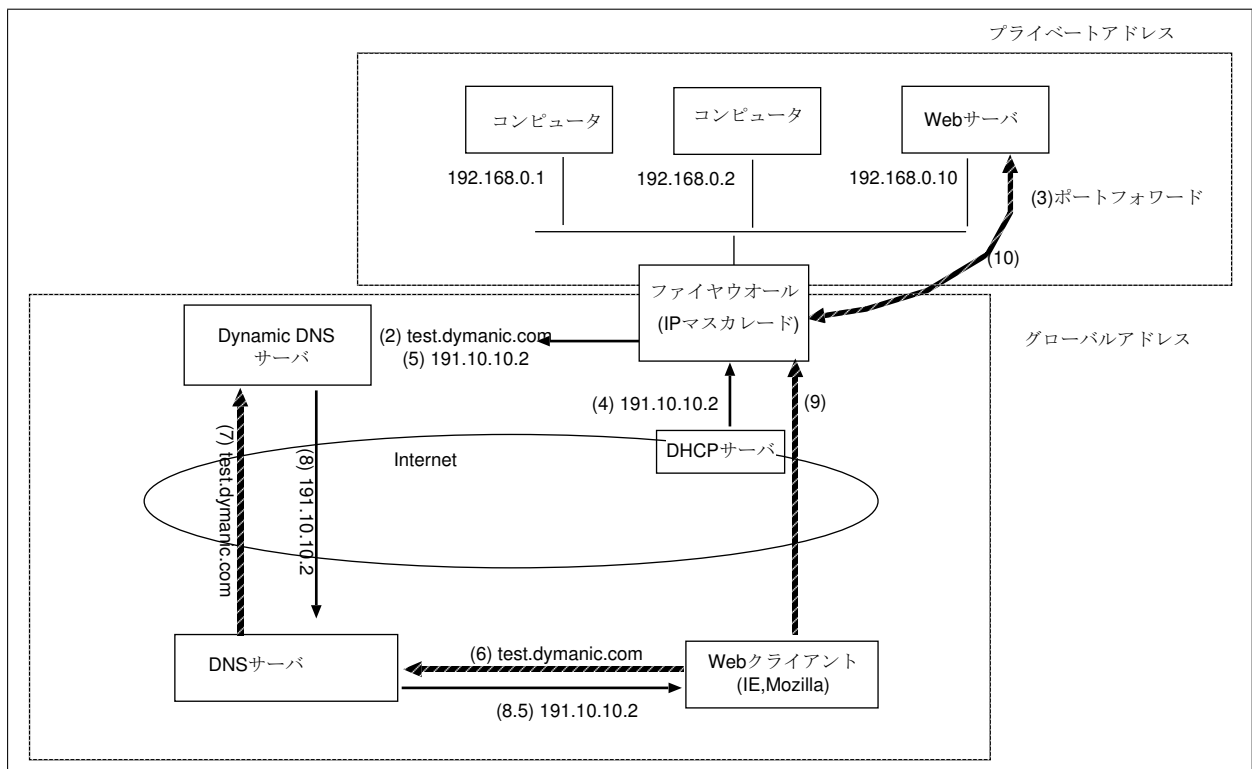 プライベートアドレス
コンピュータ
コンピュータ
Webサーバ
192.168.0.1
192.168.0.2
192.168.0.10
(3)ポートフォワード
(10)
ファイヤウオール
(IPマスカレード)
Dynamic DNS
サーバ
(2) test.dymanic.com
(5) 191.10.10.2
グローバルアドレス
(4) 191.10.10.2
(9)
DHCPサーバ
Internet
(7) test.dymanic.com
(8) 191.10.10.2
DNSサーバ
(6) test.dymanic.com
(8.5) 191.10.10.2
Webクライアント
(IE,Mozilla)